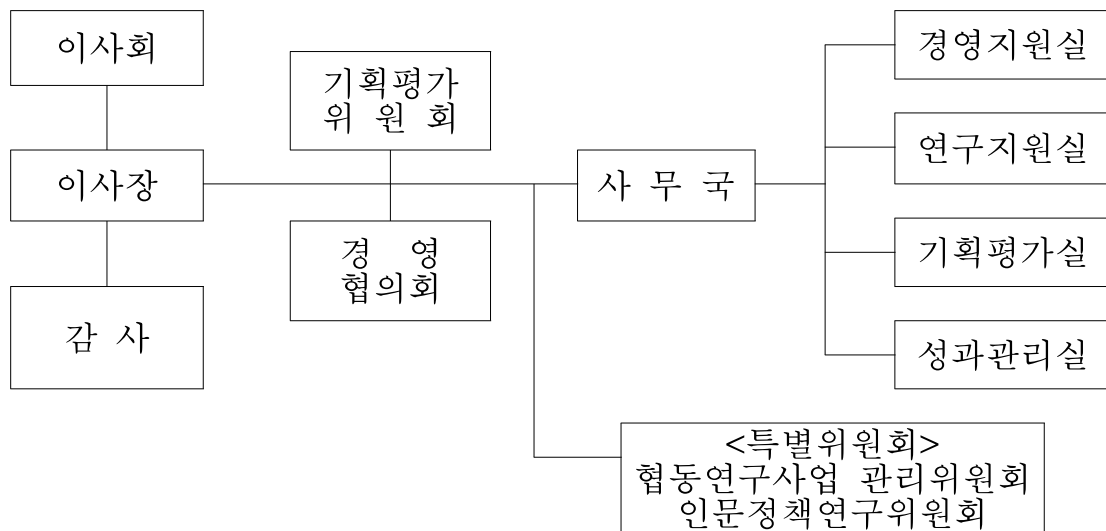 이사회
이사장
감 사
기획평가
위 원 회
경 영
협의회
사 무 국
경영지원실
연구지원실
기획평가실
성과관리실
<특별위원회>
협동연구사업 관리위원회
인문정책연구위원회